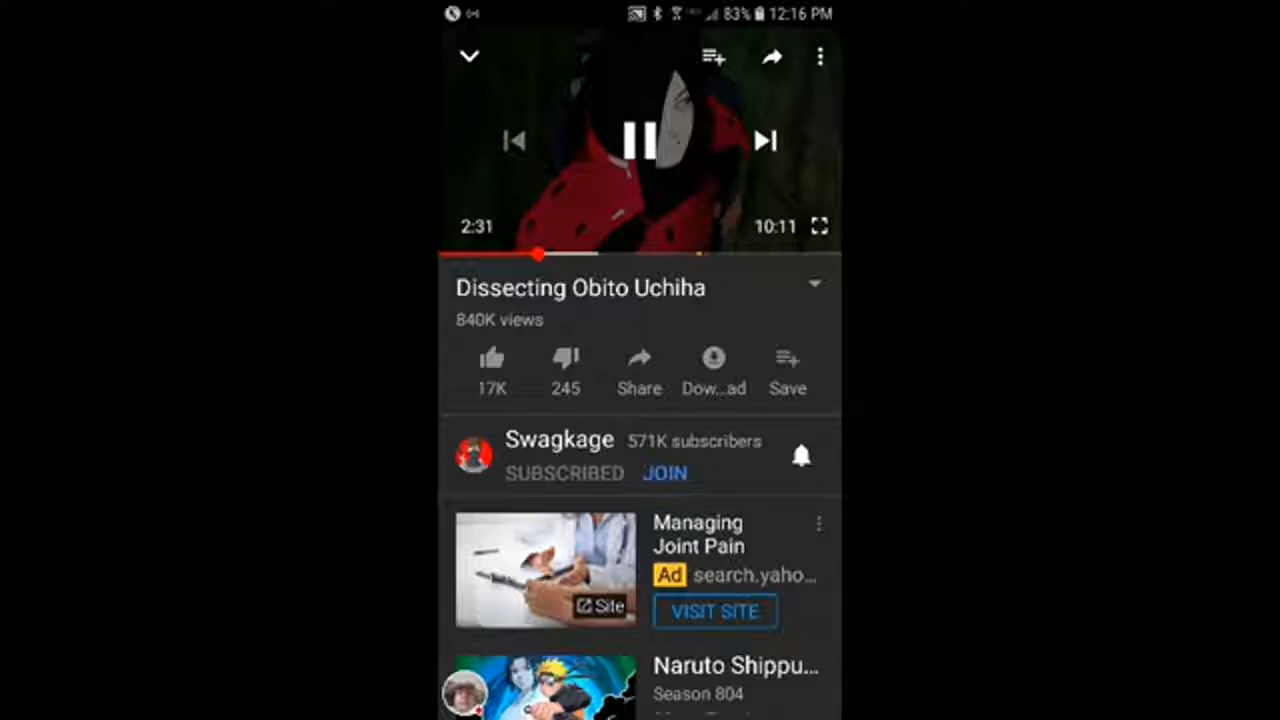 83% 12:16 PM
2:31 10:11
Dissecting Obito Uchiha
840K views
17K 245 Share Dow...ad Save
Swagkage 571K subscribers
SUBSCRIBED JOIN
Managing
Joint Pain
Ad search.yaho...
Site
VISIT SITE
Naruto Shippu...
Season 804